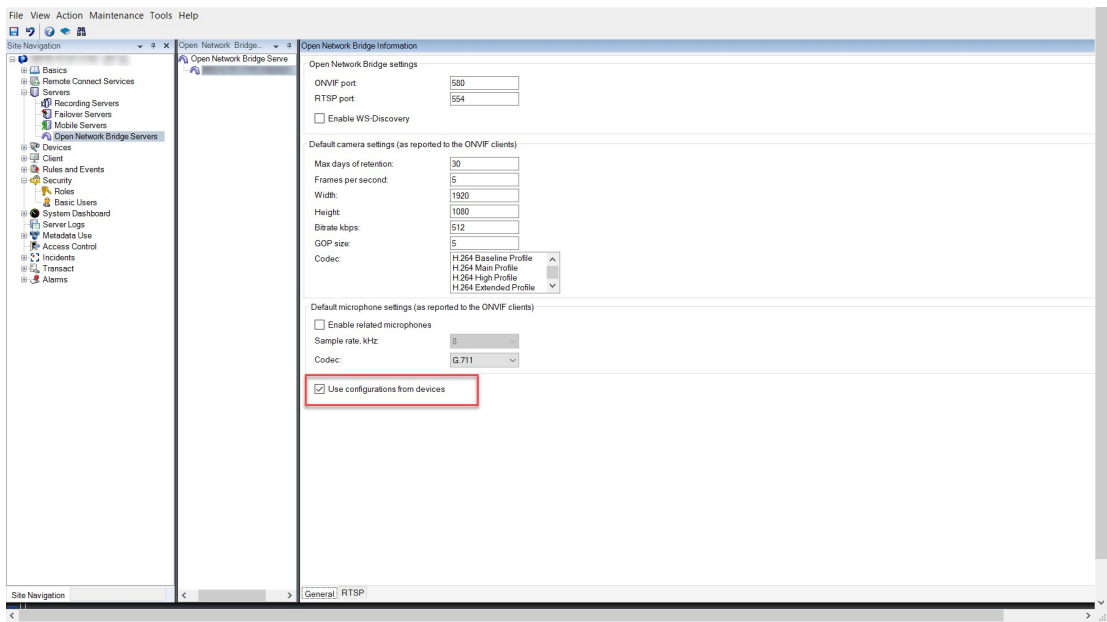 File View Action Maintenance Tools Help
Site Navigation
Basics
Remote Connect Services
Servers
Recording Servers
Failover Servers
Mobile Servers
Open Network Bridge Servers
Devices
Client
Rules and Events
Security
Roles
Basic Users
System Dashboard
Server Logs
Metadata Use
Access Control
Incidents
Transact
Alarms
Site Navigation
Open Network Bridge...
Open Network Bridge Serve
Open Network Bridge Information
Open Network Bridge settings
ONVIF port: 580
RTSP port: 554
Enable WS-Discovery
Default camera settings (as reported to the ONVIF clients)
Max days of retention: 30
Frames per second: 5
Width: 1920
Height: 1080
Bitrate kbps: 512
GOP size: 5
Codec: H.264 Baseline Profile
H.264 Main Profile
H.264 High Profile
H.264 Extended Profile
Default microphone settings (as reported to the ONVIF clients)
Enable related microphones
Sample rate, kHz: 8
Codec: G.711
Use configurations from devices
General RTSP